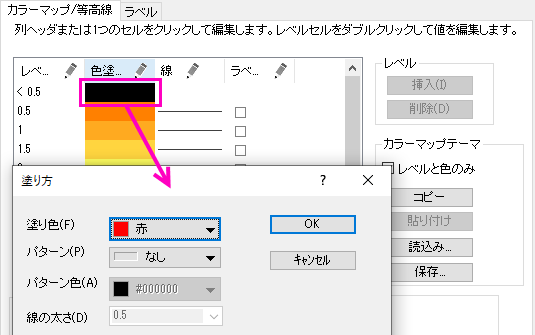 カラーマップ/等高線 ラベル
列ヘッダまたは1つのセルをクリックして編集します。レベルセルをダブルクリックして値を編集します。
レベ... 色塗... 線 ラベ...
< 0.5
0.5
1
1.5
レベル
挿入(I)
削除(D)
カラーマップテーマ
レベルと色のみ
コピー
貼り付け
読込み...
保存...
塗り方 ? ×
塗り色(F) 赤
パターン(P) なし
パターン色(A) #000000
線の太さ(D) 0.5
OK
キャンセル